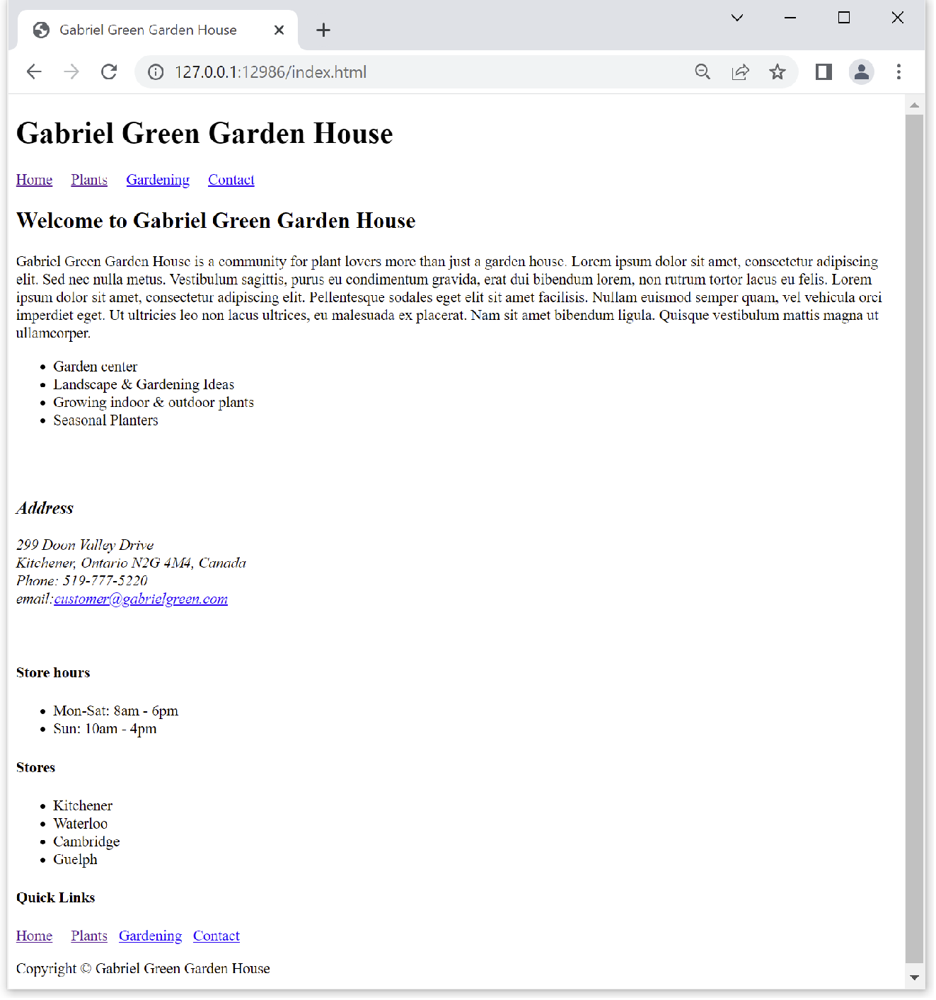 Gabriel Green Garden House
127.0.0.1:12986/index.html
Gabriel Green Garden House
Home Plants Gardening Contact
Welcome to Gabriel Green Garden House
Gabriel Green Garden House is a community for plant lovers more than just a garden house. Lorem ipsum dolor sit amet, consectetur adipiscing
elit. Sed nec nulla metus. Vestibulum sagittis, purus eu condimentum gravida, erat dui bibendum lorem, non rutrum tortor lacus eu felis. Lorem
ipsum dolor sit amet, consectetur adipiscing elit. Pellentesque sodales eget elit sit amet facilisis. Nullam euismod semper quam, vel vehicula orci
imperdiet eget. Ut ultricies leo non lacus ultrices, eu malesuada ex placerat. Nam sit amet bibendum ligula. Quisque vestibulum mattis magna ut
ullamcorper.
• Garden center
• Landscape & Gardening Ideas
• Growing indoor & outdoor plants
• Seasonal Planters
Address
299 Doon Valley Drive
Kitchener, Ontario N2G 4M4, Canada
Phone: 519-777-5220
email:customer@gabrielgreen.com
Store hours
• Mon-Sat: 8am - 6pm
• Sun: 10am - 4pm
Stores
• Kitchener
• Waterloo
• Cambridge
• Guelph
Quick Links
Home Plants Gardening Contact
Copyright © Gabriel Green Garden House